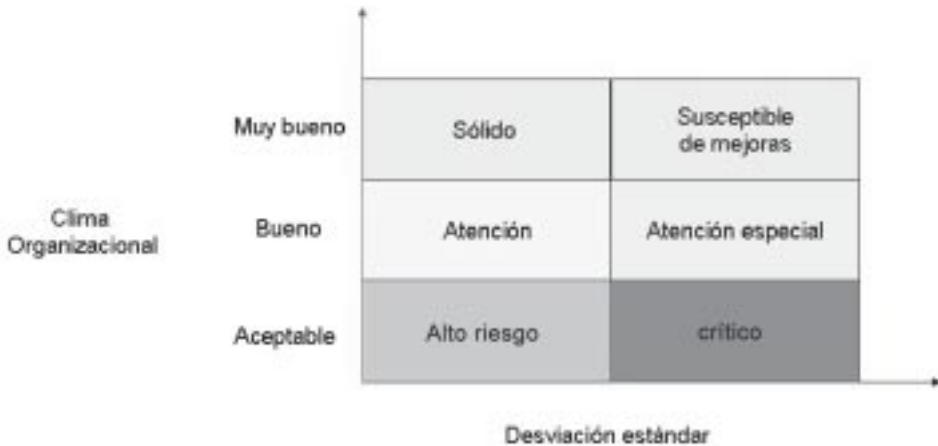 Muy bueno
Sólido
Susceptible
de mejoras
Clima
Organizacional
Bueno
Atención
Atención especial
Aceptable
Alto riesgo
crítico
Desviación estándar